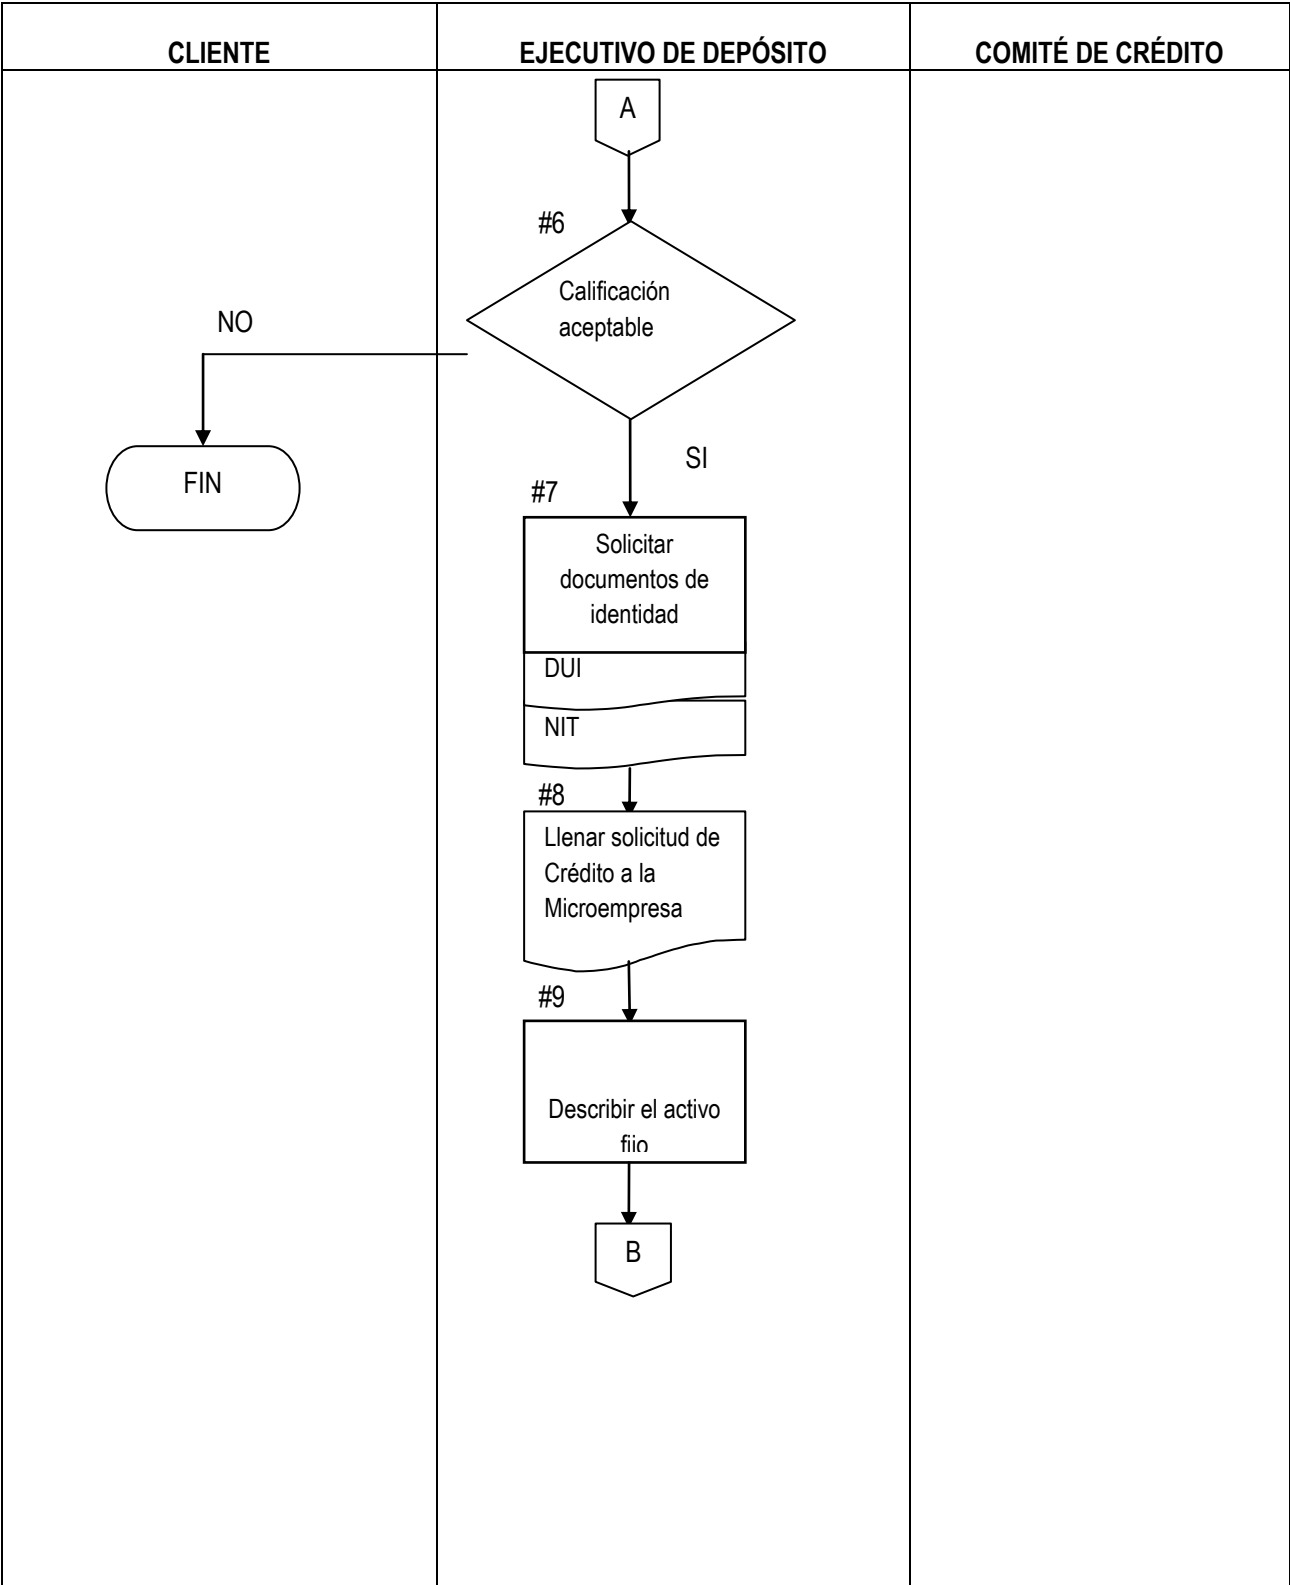 CLIENTE
EJECUTIVO DE DEPÓSITO
COMITÉ DE CRÉDITO
A
#6
Calificación
aceptable
NO
FIN
SI
#7
Solicitar
documentos de
identidad
DUI
NIT
#8
Llenar solicitud de
Crédito a la
Microempresa
#9
Describir el activo
fijo
B